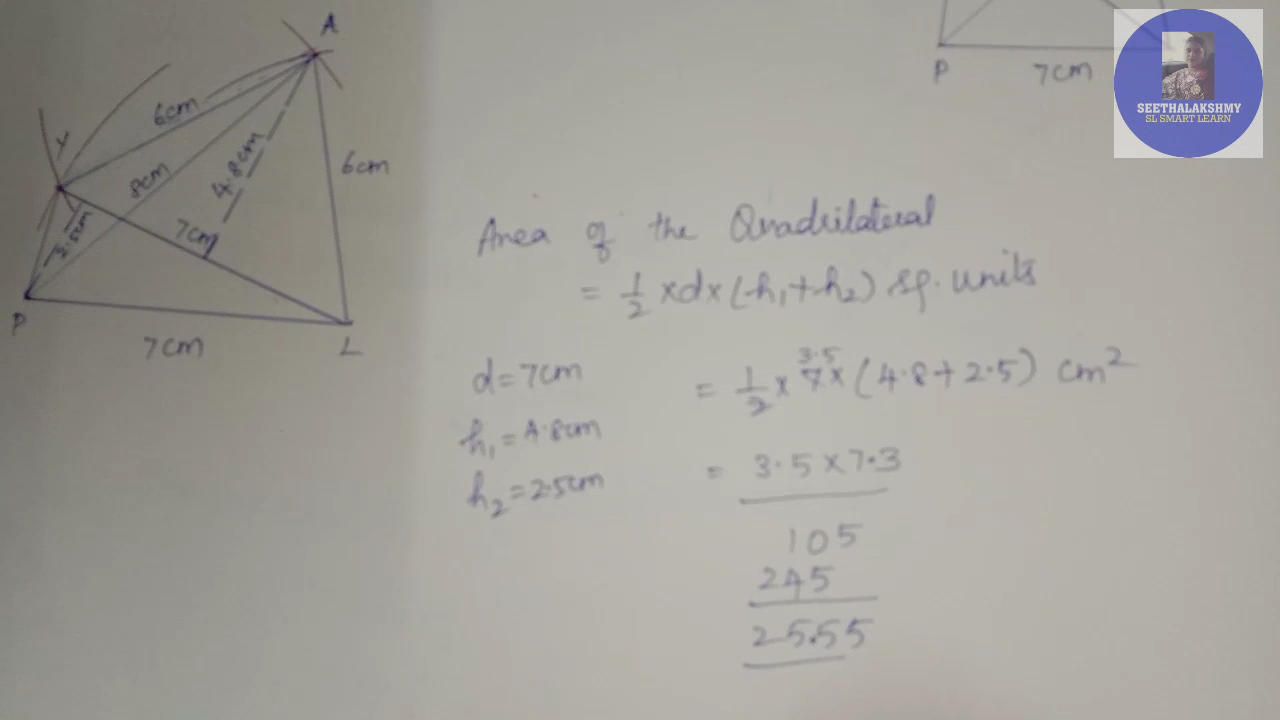 A
6cm
8cm
4.8cm
6cm
7cm
2.5cm
P
7cm
L
P
7cm
SEETHALAKSHMY
SL SMART LEARN
Area of the Quadrilateral
= 1/2 × d × (h₁+h₂) sq. units
d = 7cm
h₁ = 4.8cm
h₂ = 2.5cm
3.5
= 1/2 × 7 × (4.8+2.5) cm²
= 3.5 × 7.3
105
245
25.55